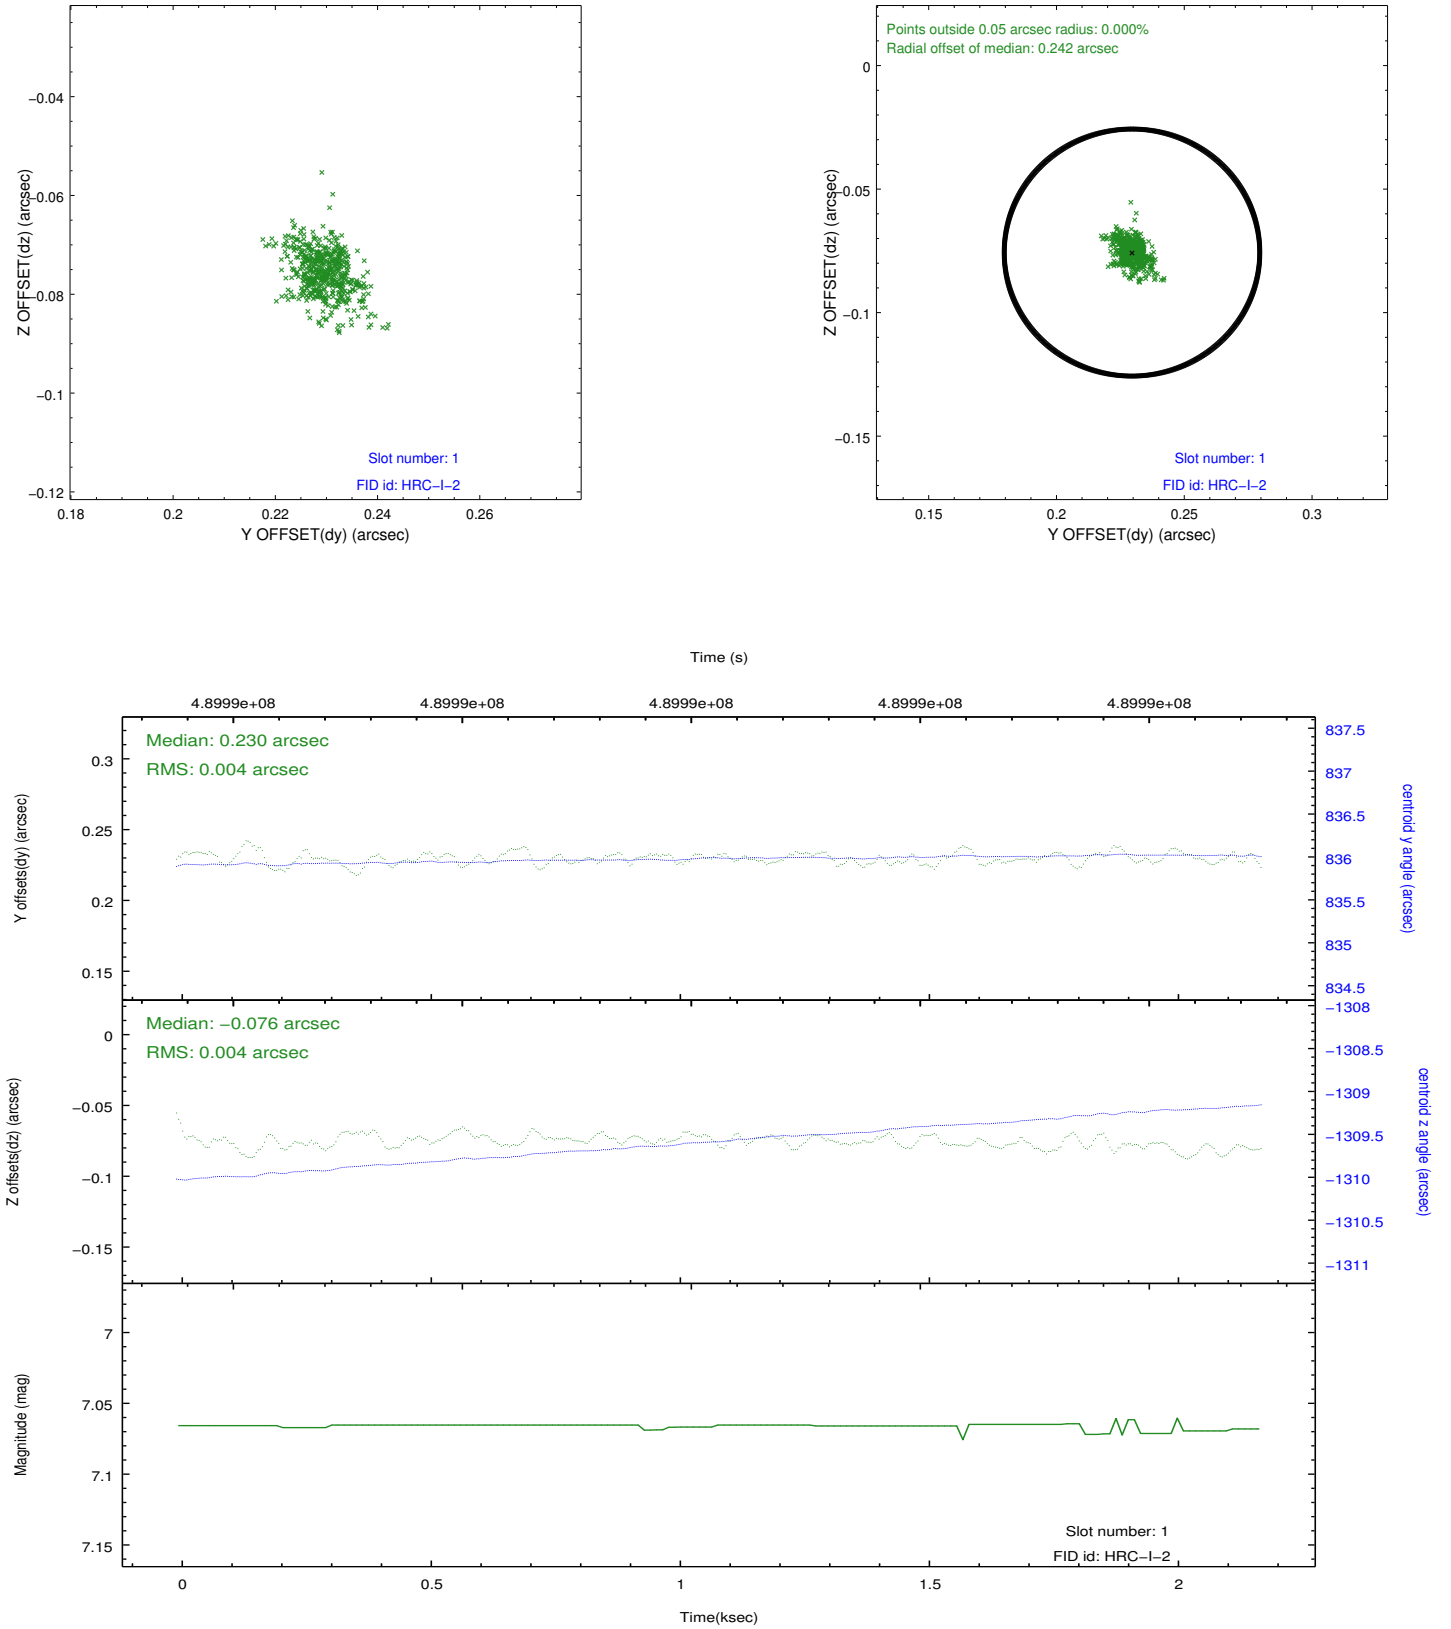 −0.04
−0.06
−0.08
−0.1
−0.12
Z OFFSET(dz) (arcsec)
Slot number: 1
FID id: HRC−I−2
0.18
0.2
0.22
0.24
0.26
Y OFFSET(dy) (arcsec)
Points outside 0.05 arcsec radius: 0.000%
Radial offset of median: 0.242 arcsec
0
−0.05
−0.1
−0.15
Z OFFSET(dz) (arcsec)
Slot number: 1
FID id: HRC−I−2
0.15
0.2
0.25
0.3
Y OFFSET(dy) (arcsec)
Time (s)
4.8999e+08
4.8999e+08
4.8999e+08
4.8999e+08
4.8999e+08
Median: 0.230 arcsec
RMS: 0.004 arcsec
0.3
0.25
0.2
0.15
Y offsets(dy) (arcsec)
837.5
837
836.5
836
835.5
835
834.5
centroid y angle (arcsec)
Median: −0.076 arcsec
RMS: 0.004 arcsec
0
−0.05
−0.1
−0.15
Z offsets(dz) (arcsec)
−1308
−1308.5
−1309
−1309.5
−1310
−1310.5
−1311
centroid z angle (arcsec)
7
7.05
7.1
7.15
Magnitude (mag)
Slot number: 1
FID id: HRC−I−2
0
0.5
1
1.5
2
Time(ksec)